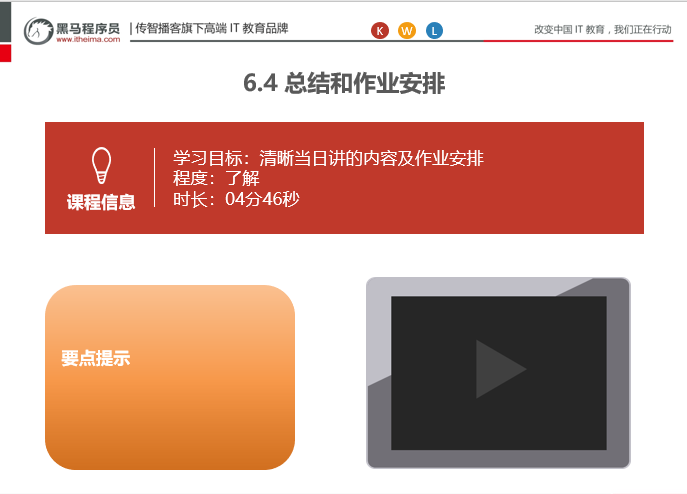 黑马程序员
www.itheima.com
传智播客旗下高端 IT 教育品牌
K W L
改变中国 IT 教育，我们正在行动
6.4 总结和作业安排
课程信息
学习目标：清晰当日讲的内容及作业安排
程度：了解
时长：04分46秒
要点提示